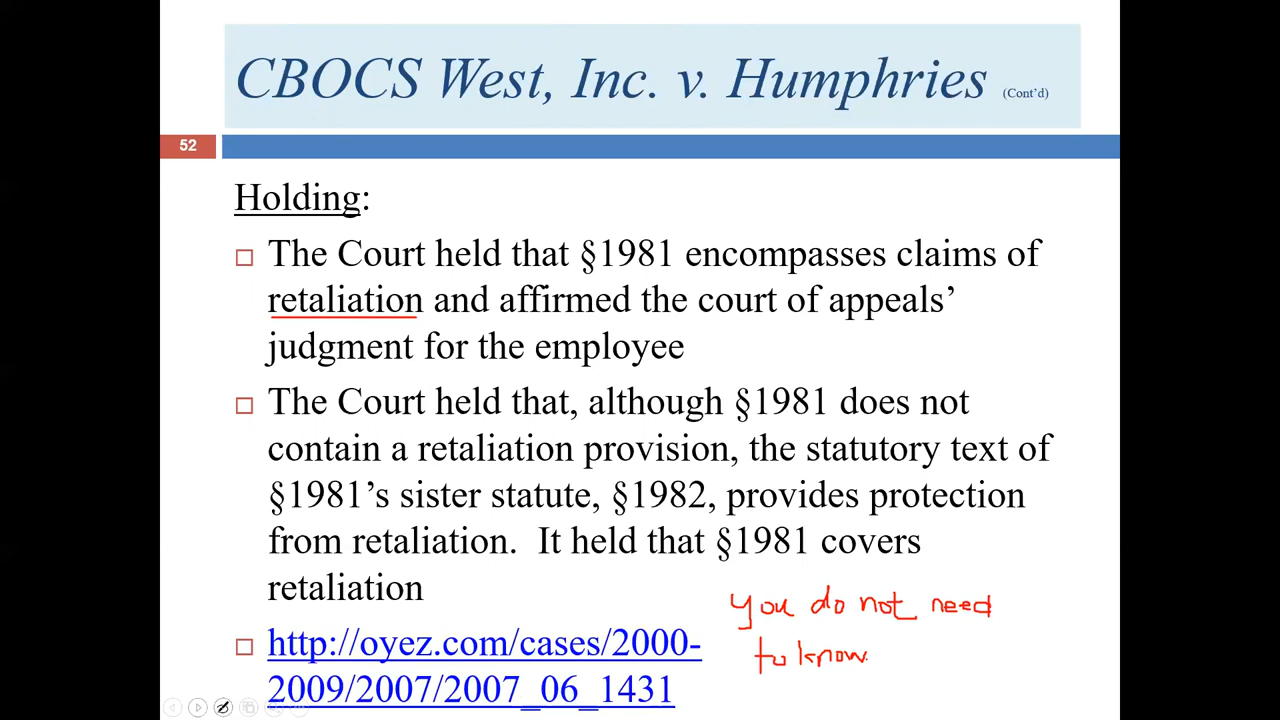 CBOCS West, Inc. v. Humphries (Cont'd)
52
Holding:
The Court held that §1981 encompasses claims of
retaliation and affirmed the court of appeals’
judgment for the employee
The Court held that, although §1981 does not
contain a retaliation provision, the statutory text of
§1981’s sister statute, §1982, provides protection
from retaliation. It held that §1981 covers
retaliation
you do not need
to know.
http://oyez.com/cases/2000-
2009/2007/2007_06_1431